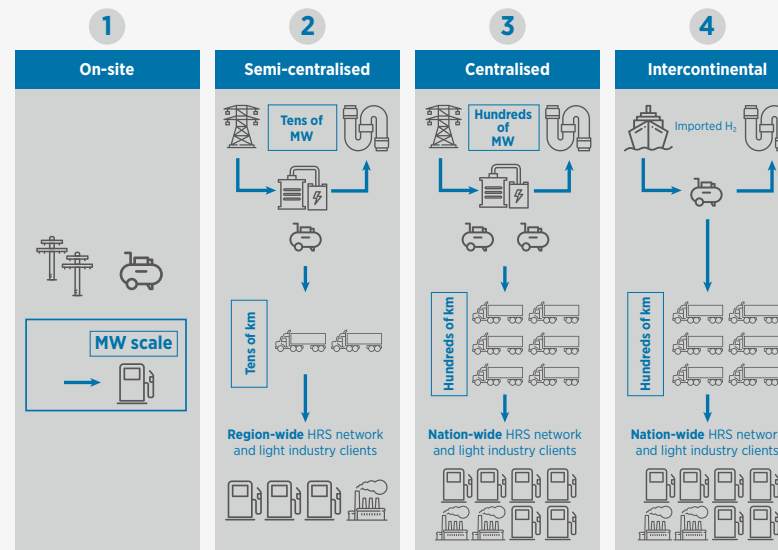 1
On-site
MW scale
2
Semi-centralised
Tens of
MW
Tens of km
Region-wide HRS network
and light industry clients
3
Centralised
Hundreds
of
MW
Hundreds of km
Nation-wide HRS network
and light industry clients
4
Intercontinental
Imported H₂
Hundreds of km
Nation-wide HRS networ
and light industry clients